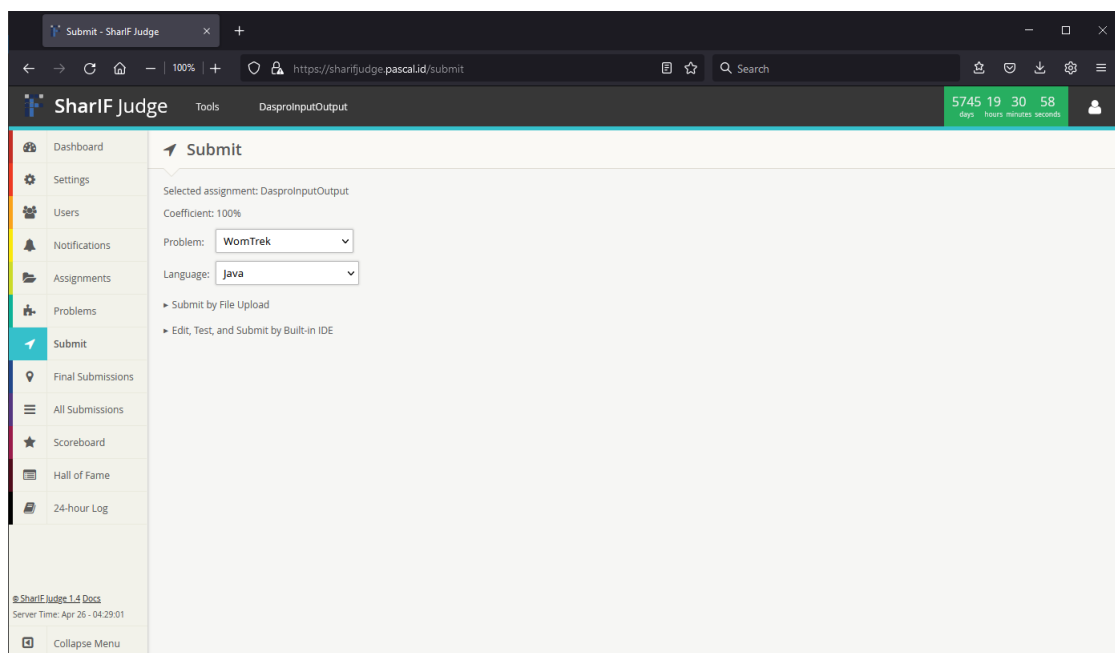 Submit - SharIF Judge
100%
https://sharifjudge.pascal.id/submit
Search
SharIF Judge
Tools
DasproInputOutput
5745 19 30 58
days hours minutes seconds
Dashboard
Settings
Users
Notifications
Assignments
Problems
Submit
Final Submissions
All Submissions
Scoreboard
Hall of Fame
24-hour Log
© SharIF Judge 1.4 Docs
Server Time: Apr 26 - 04:29:01
Collapse Menu
Submit
Selected assignment: DasproInputOutput
Coefficient: 100%
Problem: WomTrek
Language: Java
▸ Submit by File Upload
▸ Edit, Test, and Submit by Built-in IDE